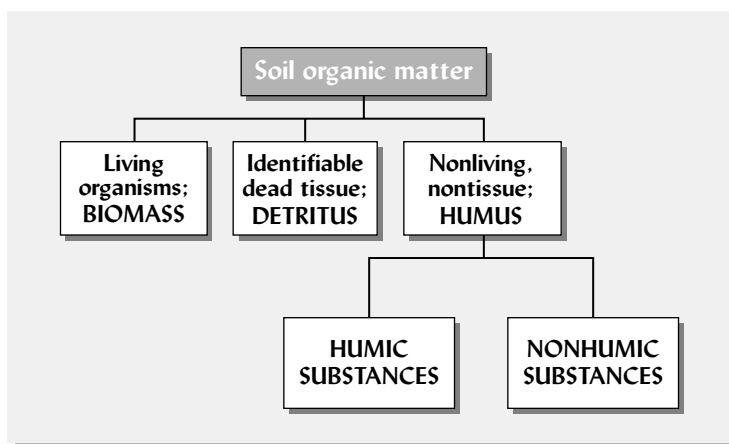 Soil organic matter
Living
organisms;
BIOMASS
Identifiable
dead tissue;
DETRITUS
Nonliving,
nontissue;
HUMUS
HUMIC
SUBSTANCES
NONHUMIC
SUBSTANCES